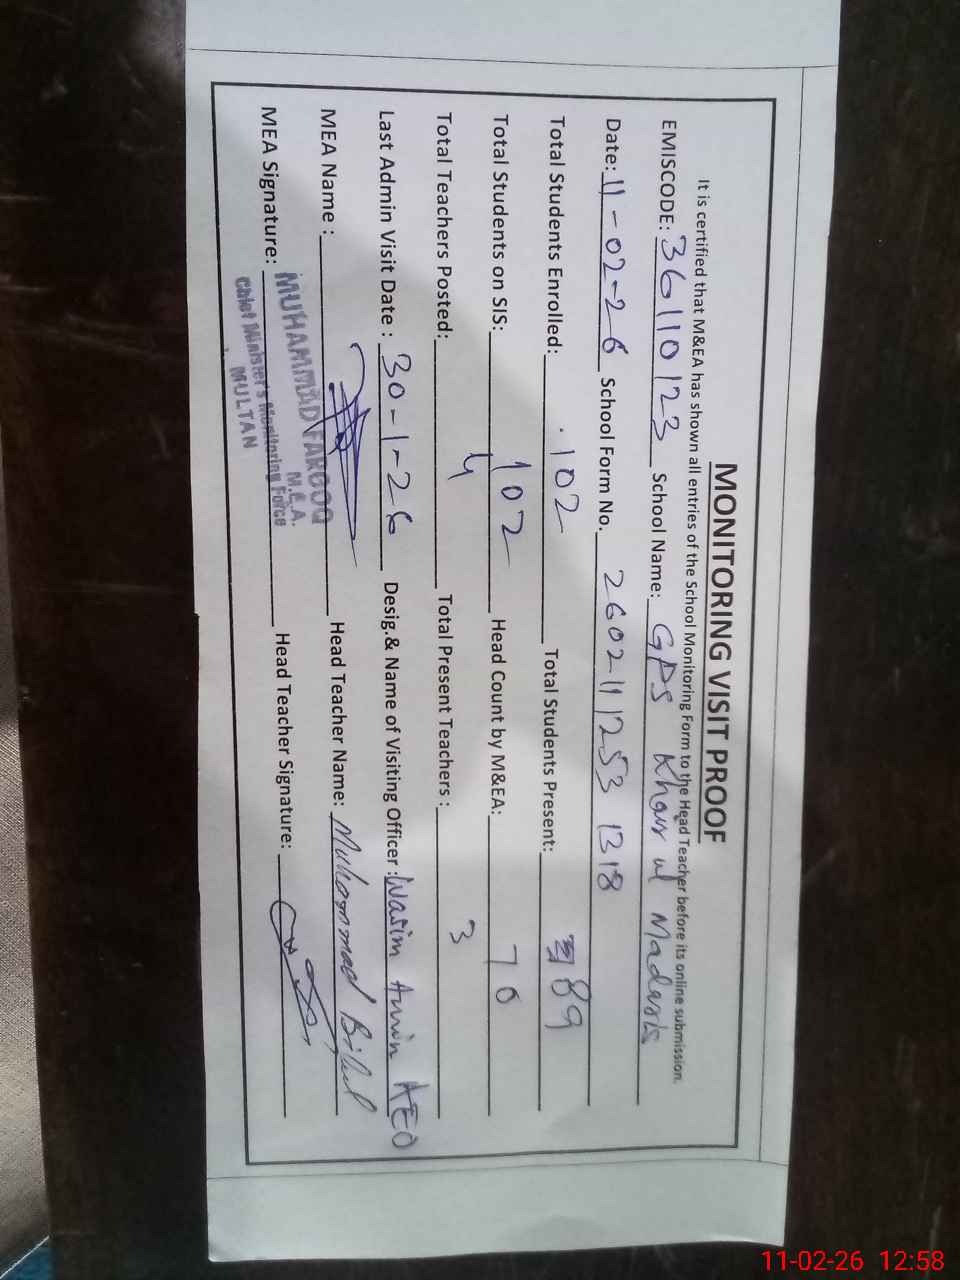 MONITORING VISIT PROOF
It is certified that M&EA has shown all entries of the School Monitoring Form to the Head Teacher before its online submission.
EMISCODE: 36110123 School Name: GPS Khair ul Madaris
Date: 11-02-26 School Form No. 2602-111253 1318
Total Students Enrolled: 102 Total Students Present: 89
Total Students on SIS: 102 Head Count by M&EA: 70
Total Teachers Posted: 4 Total Present Teachers : 3
Last Admin Visit Date : 30-1-26 Desig.& Name of Visiting Officer : Wasim Amin AEO
MEA Name : Head Teacher Name: Muhammad Bilal
MUHAMMAD FAROOQ
M.E.A.
MEA Signature: Head Teacher Signature:
Chief Minister's Monitoring Force
MULTAN
11-02-26 12:58